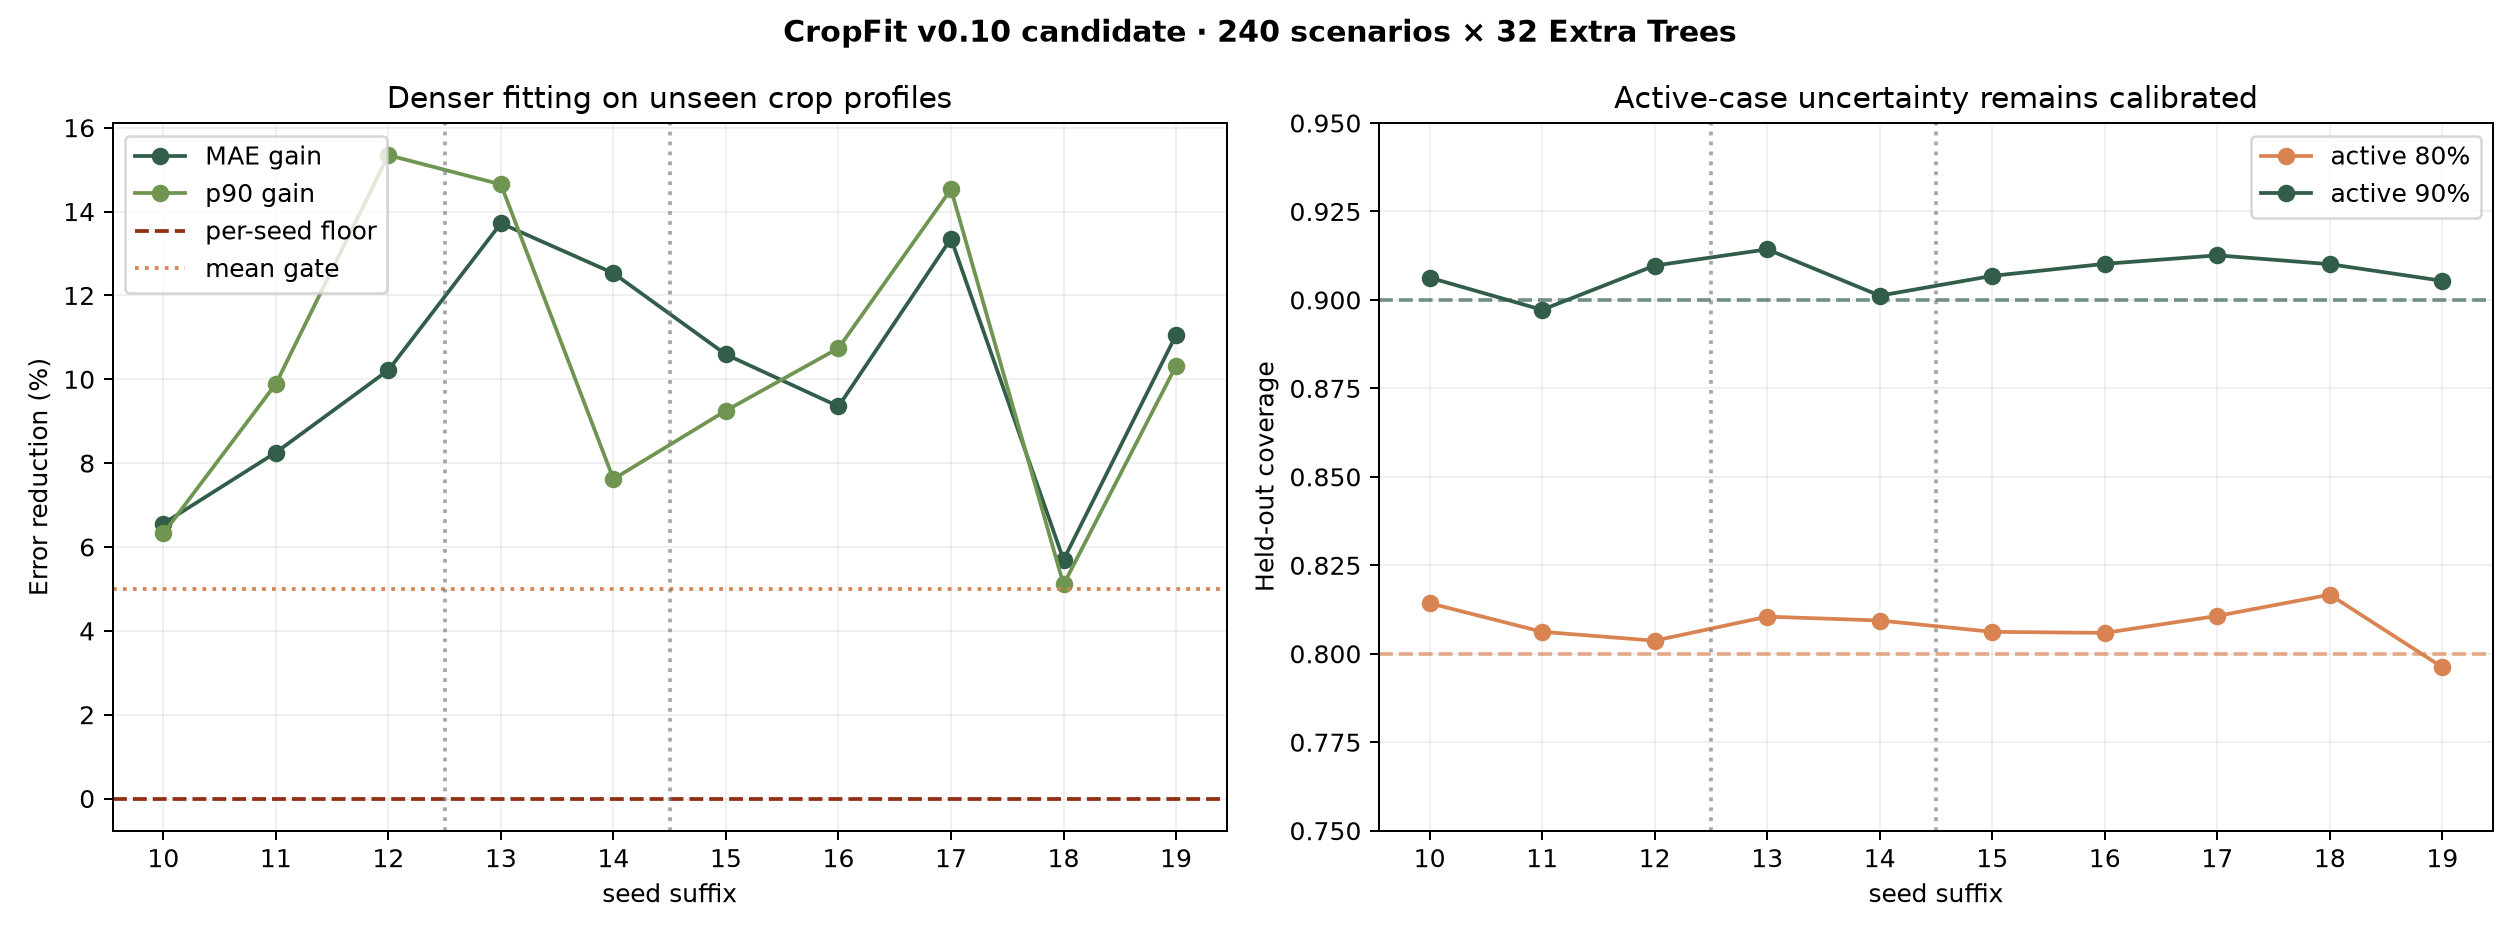 CropFit v0.10 candidate · 240 scenarios × 32 Extra Trees
Denser fitting on unseen crop profiles
16
14
12
10
8
6
4
2
0
Error reduction (%)
MAE gain
p90 gain
per-seed floor
mean gate
10 11 12 13 14 15 16 17 18 19
seed suffix
Active-case uncertainty remains calibrated
0.950
0.925
0.900
0.875
0.850
0.825
0.800
0.775
0.750
Held-out coverage
active 80%
active 90%
10 11 12 13 14 15 16 17 18 19
seed suffix